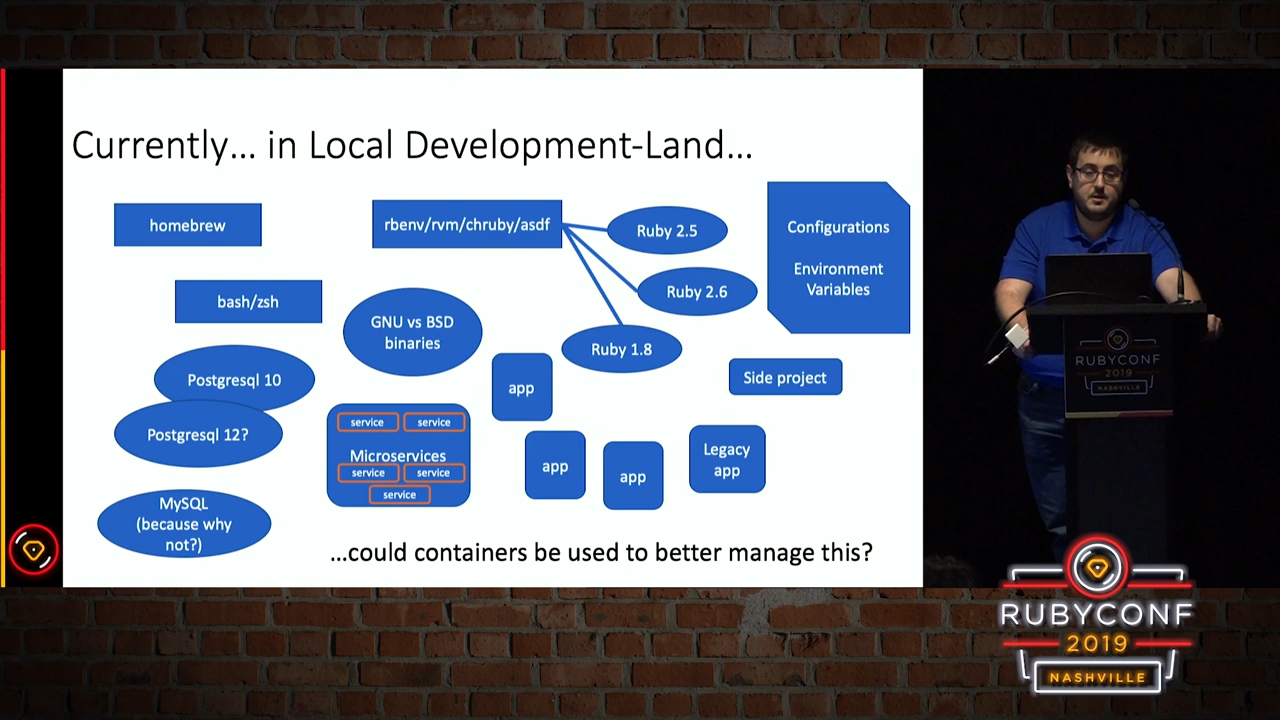 Currently... in Local Development-Land...
homebrew
rbenv/rvm/chruby/asdf
Ruby 2.5
Configurations
Environment
Variables
bash/zsh
Ruby 2.6
GNU vs BSD
binaries
Ruby 1.8
Postgresql 10
app
Side project
Postgresql 12?
service
service
Microservices
service
service
service
app
app
Legacy
app
MySQL
(because why
not?)
...could containers be used to better manage this?
RUBYCONF
2019
NASHVILLE
RUBYCONF
2019
NASHVILLE